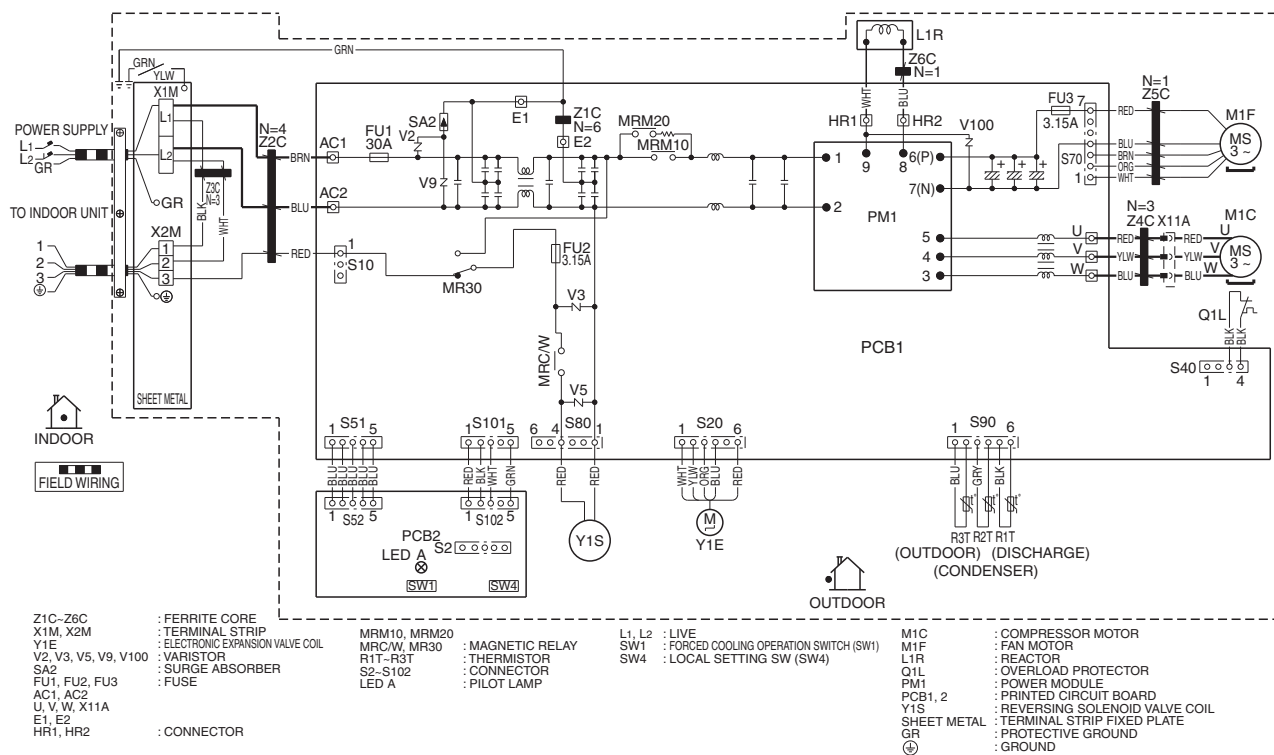 GRN
L1R
Z6C
N=1
WHT
BLU
HR1
HR2
GRN
YLW
X1M
L1
L2
POWER SUPPLY
L1
L2
GR
TO INDOOR UNIT
1
2
3
GR
X2M
1
2
3
SHEET METAL
Z3C
N=3
BLK
WHT
N=4
Z2C
BRN
BLU
RED
AC1
AC2
FU1
30A
1
S10
SA2
V2
V9
E1
Z1C
N=6
E2
MRM20
MRM10
MR30
FU2
3.15A
V3
MRC/W
V5
9
8
1
2
6(P)
7(N)
PM1
5
4
3
V100
FU3
3.15A
7
S70
1
RED
BLU
BRN
ORG
WHT
N=1
Z5C
M1F
MS
3 ~
U
V
W
RED
YLW
BLU
N=3
Z4C
X11A
RED
YLW
BLU
U
V
W
M1C
MS
3 ~
Q1L
BLK
BLK
S40
1
4
PCB1
INDOOR
FIELD WIRING
1 S51 5
BLU
BLU
BLU
BLU
BLU
1 S52 5
1 S101 5
RED
BLK
WHT
GRN
1 S102 5
PCB2
S2
LED A
SW1
SW4
6 4 S80 1
RED
RED
Y1S
1 S20 6
WHT
YLW
ORG
BLU
RED
M
Y1E
1 S90 6
BLU
GRY
BLK
t°
t°
t°
R3T R2T R1T
(OUTDOOR) (DISCHARGE)
(CONDENSER)
OUTDOOR
Z1C~Z6C : FERRITE CORE
X1M, X2M : TERMINAL STRIP
Y1E : ELECTRONIC EXPANSION VALVE COIL
V2, V3, V5, V9, V100 : VARISTOR
SA2 : SURGE ABSORBER
FU1, FU2, FU3 : FUSE
AC1, AC2
U, V, W, X11A
E1, E2
HR1, HR2 : CONNECTOR
MRM10, MRM20
MRC/W, MR30 : MAGNETIC RELAY
R1T~R3T : THERMISTOR
S2~S102 : CONNECTOR
LED A : PILOT LAMP
L1, L2 : LIVE
SW1 : FORCED COOLING OPERATION SWITCH (SW1)
SW4 : LOCAL SETTING SW (SW4)
M1C : COMPRESSOR MOTOR
M1F : FAN MOTOR
L1R : REACTOR
Q1L : OVERLOAD PROTECTOR
PM1 : POWER MODULE
PCB1, 2 : PRINTED CIRCUIT BOARD
Y1S : REVERSING SOLENOID VALVE COIL
SHEET METAL : TERMINAL STRIP FIXED PLATE
GR : PROTECTIVE GROUND
: GROUND